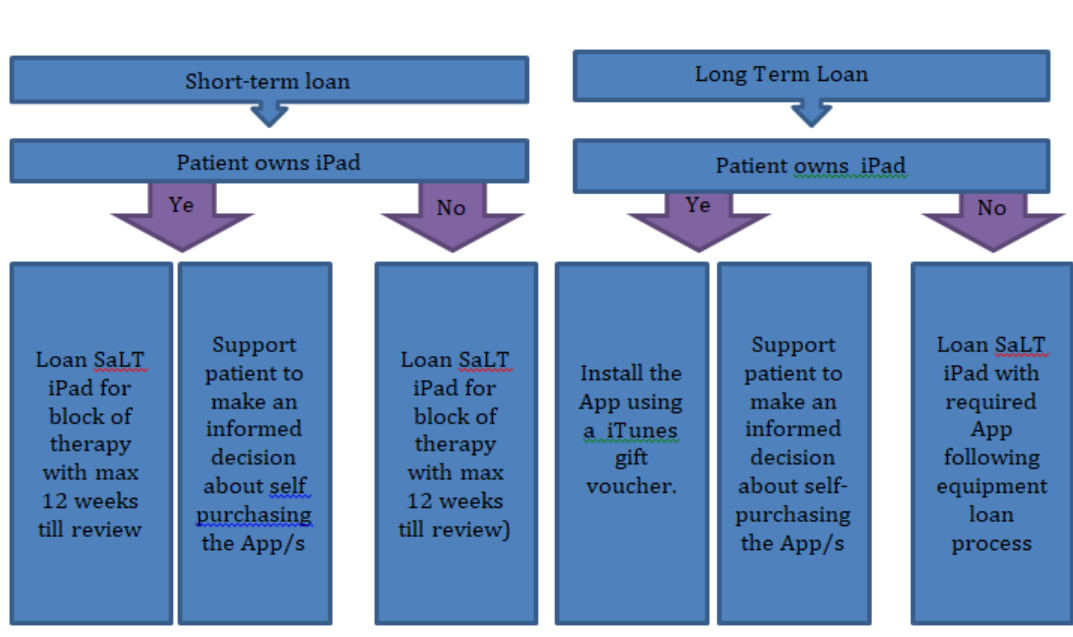 Short-term loan
Patient owns iPad
Ye
No
Loan SaLT
iPad for
block of
therapy
with max
12 weeks
till review
Support
patient to
make an
informed
decision
about self
purchasing
the App/s
Loan SaLT
iPad for
block of
therapy
with max
12 weeks
till review)
Long Term Loan
Patient owns  iPad
Ye
No
Install the
App using
a  iTunes
gift
voucher.
Support
patient to
make an
informed
decision
about self-
purchasing
the App/s
Loan SaLT
iPad with
required
App
following
equipment
loan
process